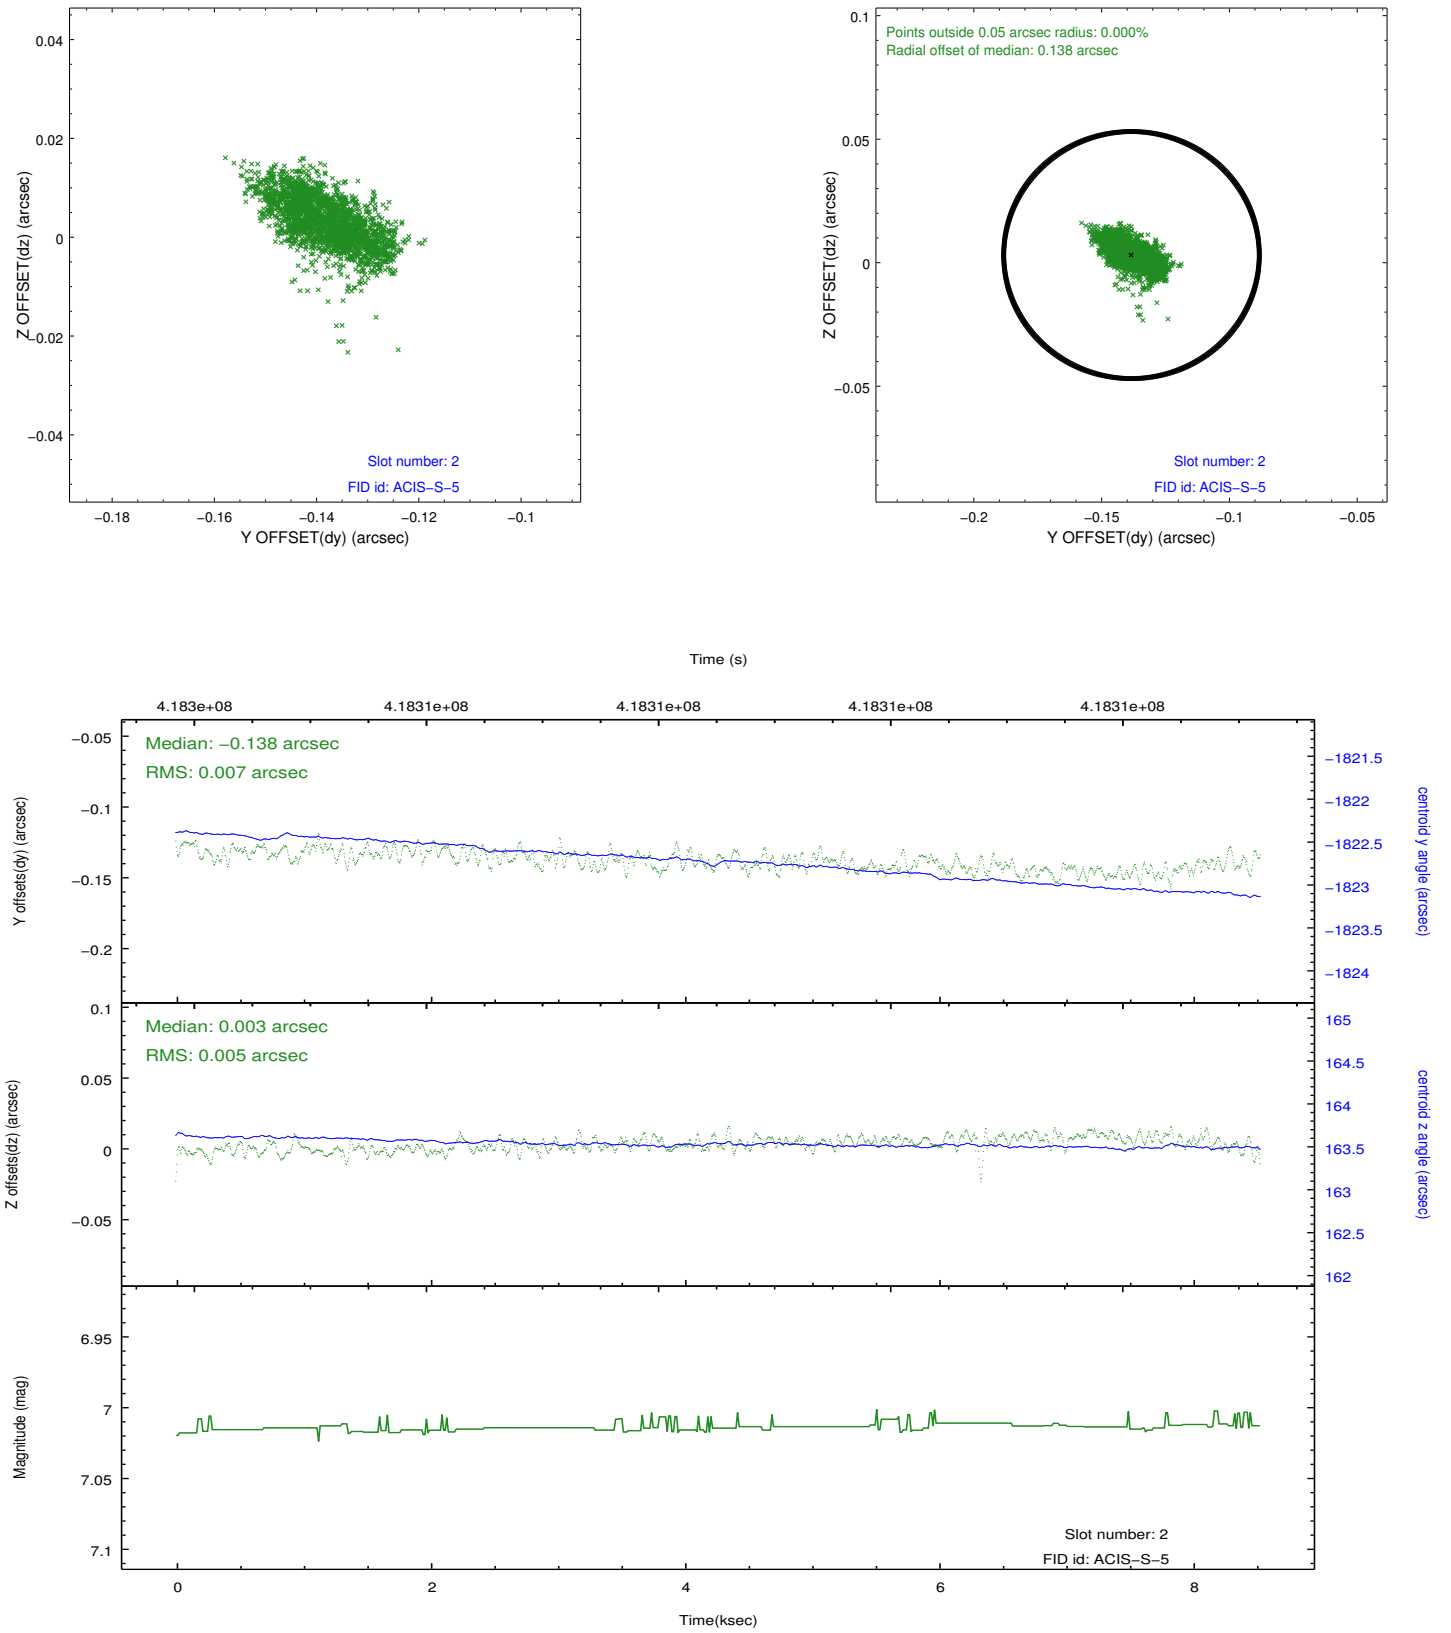 0.04
0.02
0
−0.02
−0.04
Z OFFSET(dz) (arcsec)
Slot number: 2
FID id: ACIS−S−5
−0.18
−0.16
−0.14
−0.12
−0.1
Y OFFSET(dy) (arcsec)
0.1
0.05
0
−0.05
Z OFFSET(dz) (arcsec)
Points outside 0.05 arcsec radius: 0.000%
Radial offset of median: 0.138 arcsec
Slot number: 2
FID id: ACIS−S−5
−0.2
−0.15
−0.1
−0.05
Y OFFSET(dy) (arcsec)
Time (s)
4.183e+08
4.1831e+08
4.1831e+08
4.1831e+08
4.1831e+08
−0.05
−0.1
−0.15
−0.2
Y offsets(dy) (arcsec)
Median: −0.138 arcsec
RMS: 0.007 arcsec
−1821.5
−1822
−1822.5
−1823
−1823.5
−1824
centroid y angle (arcsec)
0.1
0.05
0
−0.05
Z offsets(dz) (arcsec)
Median: 0.003 arcsec
RMS: 0.005 arcsec
165
164.5
164
163.5
163
162.5
162
centroid z angle (arcsec)
6.95
7
7.05
7.1
Magnitude (mag)
Slot number: 2
FID id: ACIS−S−5
0
2
4
6
8
Time(ksec)